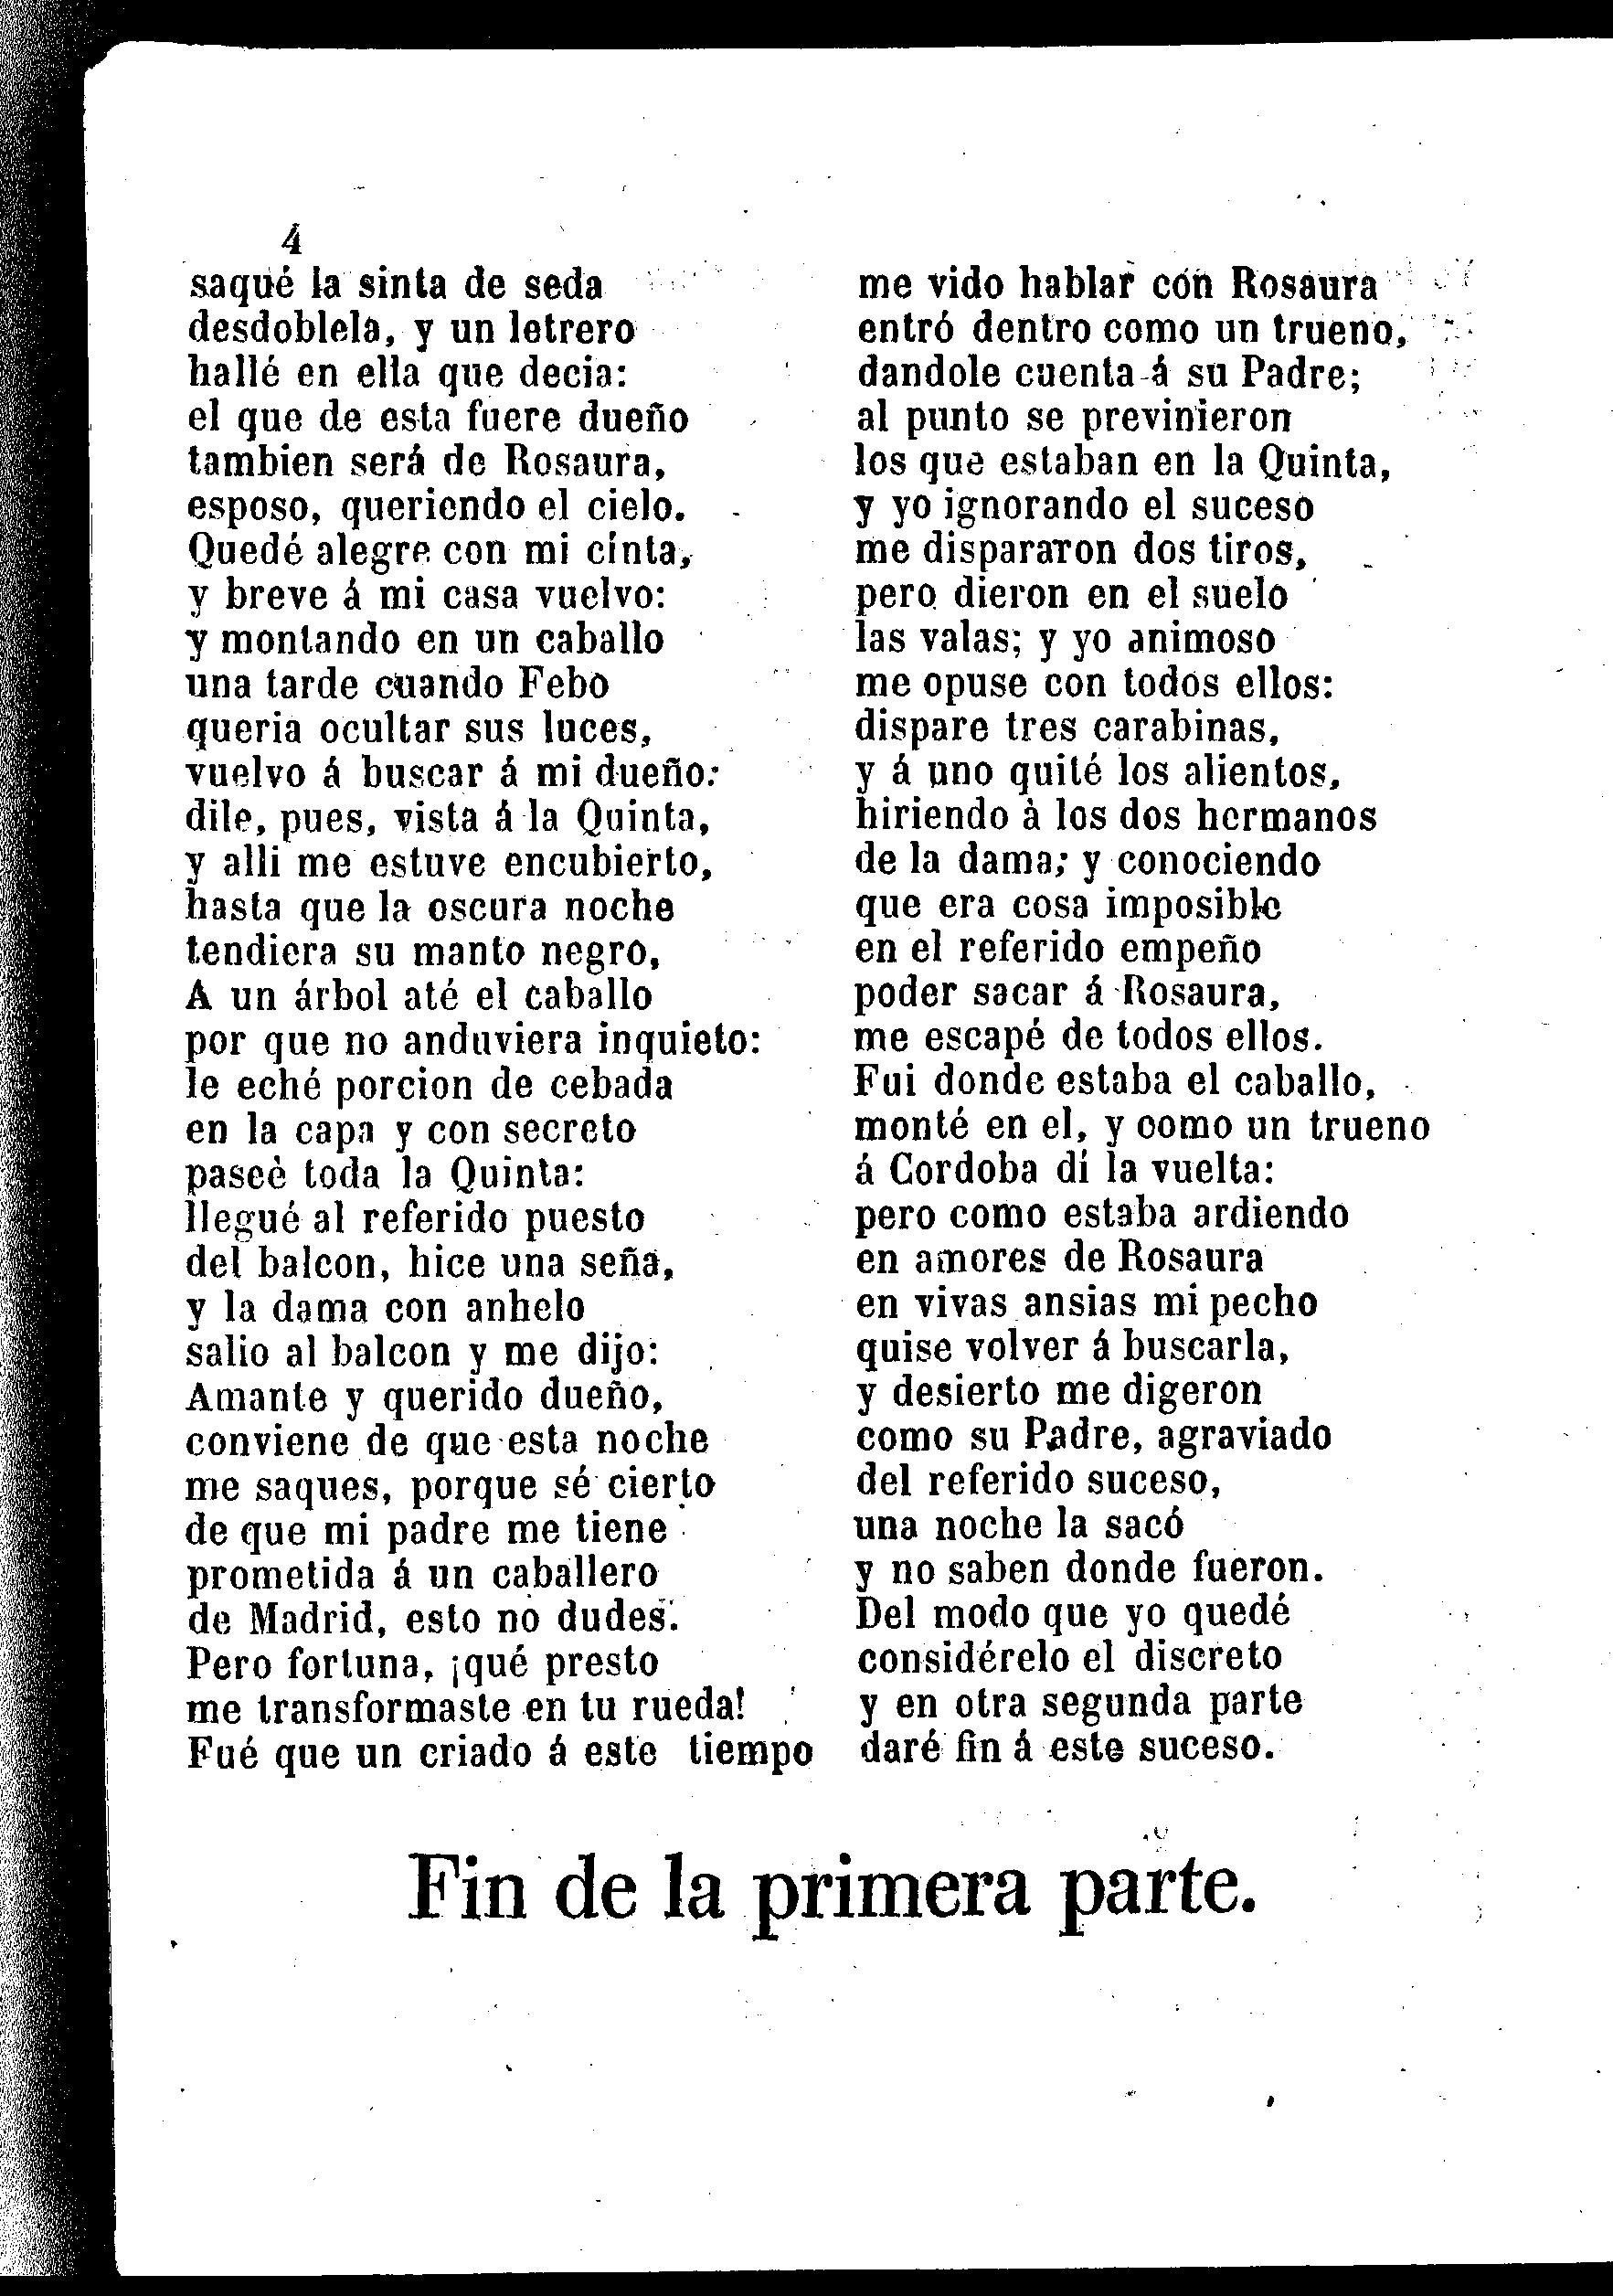 4
saqué la sinta de seda
desdoblela, y un letrero
hallé en ella que decia:
el que de esta fuere dueño
tambien será de Rosaura,
esposo, queriendo el cielo.
Quedé alegre con mi cinta,
y breve á mi casa vuelvo:
y montando en un caballo
una tarde cuando Febo
queria ocultar sus luces,
vuelvo á buscar á mi dueño:
dile, pues, vista á la Quinta,
y alli me estuve encubierto,
hasta que la oscura noche
tendiera su manto negro,
A un árbol até el caballo
por que no anduviera inquieto:
le eché porcion de cebada
en la capa y con secreto
paseè toda la Quinta:
llegué al referido puesto
del balcon, hice una seña,
y la dama con anhelo
salio al balcon y me dijo:
Amante y querido dueño,
conviene de que esta noche
me saques, porque sé cierto
de que mi padre me tiene
prometida á un caballero
de Madrid, esto no dudes.
Pero fortuna, ¡qué presto
me transformaste en tu rueda!
Fué que un criado á este tiempo
me vido hablar con Rosaura
entró dentro como un trueno,
dandole cuenta á su Padre;
al punto se previnieron
los que estaban en la Quinta,
y yo ignorando el suceso
me dispararon dos tiros,
pero dieron en el suelo
las valas; y yo animoso
me opuse con todos ellos:
dispare tres carabinas,
y á uno quité los alientos,
hiriendo à los dos hermanos
de la dama; y conociendo
que era cosa imposible
en el referido empeño
poder sacar á Rosaura,
me escapé de todos ellos.
Fui donde estaba el caballo,
monté en el, y oomo un trueno
á Cordoba dí la vuelta:
pero como estaba ardiendo
en amores de Rosaura
en vivas ansias mi pecho
quise volver á buscarla,
y desierto me digeron
como su Padre, agraviado
del referido suceso,
una noche la sacó
y no saben donde fueron.
Del modo que yo quedé
considérelo el discreto
y en otra segunda parte
daré fin á este suceso.
Fin de la primera parte.